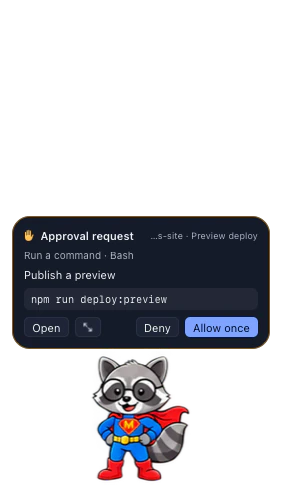 ✋ Approval request …s-site · Preview deploy
Run a command · Bash
Publish a preview
npm run deploy:preview
Open Deny Allow once
M